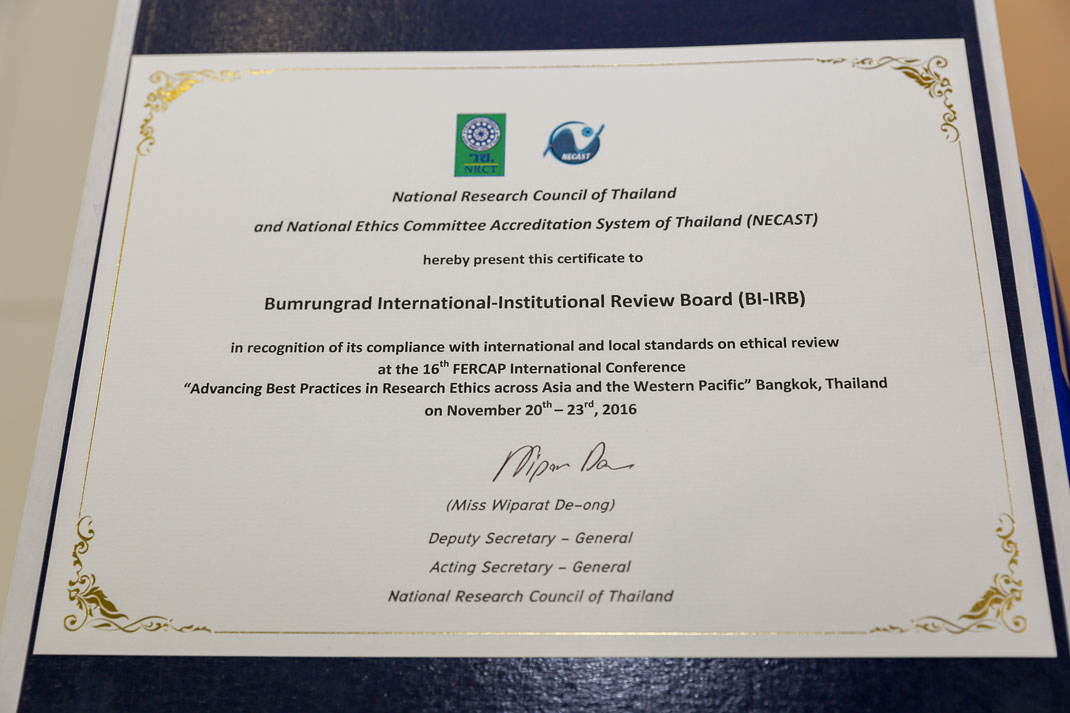 วช.
NRCT
NECAST
National Research Council of Thailand
and National Ethics Committee Accreditation System of Thailand (NECAST)
hereby present this certificate to
Bumrungrad International-Institutional Review Board (BI-IRB)
in recognition of its compliance with international and local standards on ethical review
at the 16th FERCAP International Conference
“Advancing Best Practices in Research Ethics across Asia and the Western Pacific” Bangkok, Thailand
on November 20th – 23rd, 2016
(Miss Wiparat De-ong)
Deputy Secretary – General
Acting Secretary – General
National Research Council of Thailand